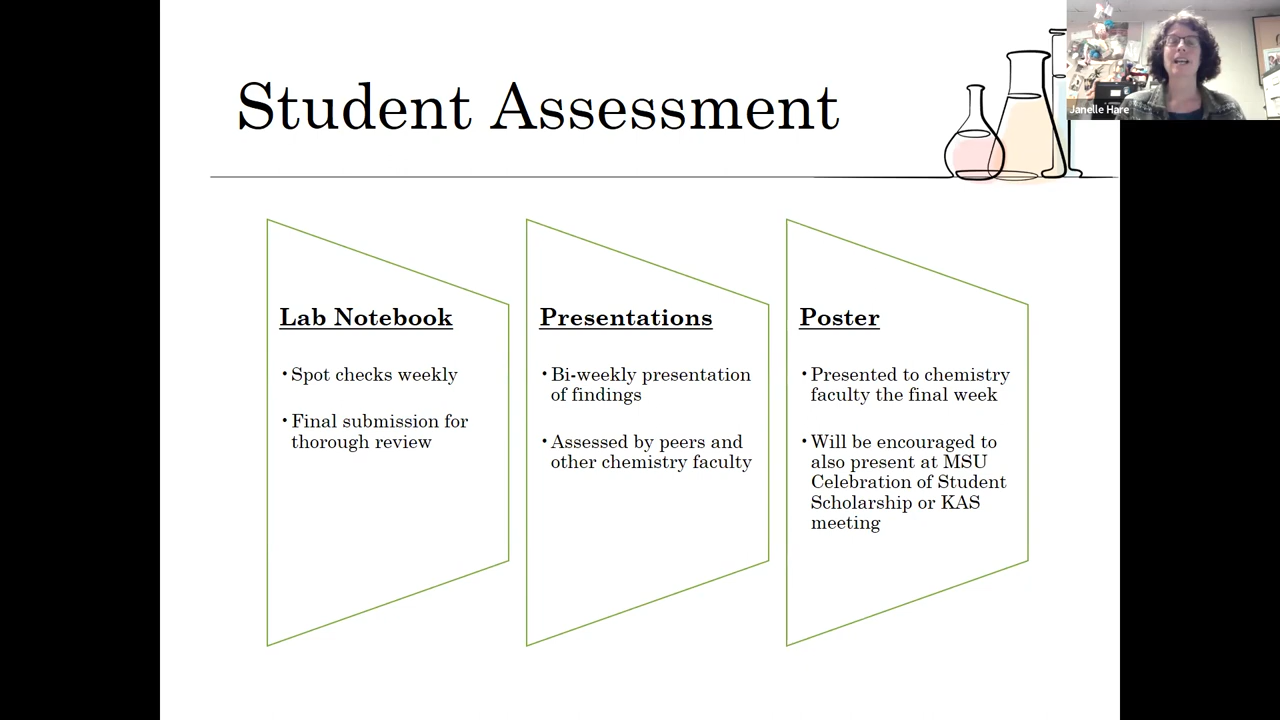 Student Assessment
Janelle Hare
Lab Notebook
• Spot checks weekly
• Final submission for
thorough review
Presentations
• Bi-weekly presentation
of findings
• Assessed by peers and
other chemistry faculty
Poster
• Presented to chemistry
faculty the final week
• Will be encouraged to
also present at MSU
Celebration of Student
Scholarship or KAS
meeting